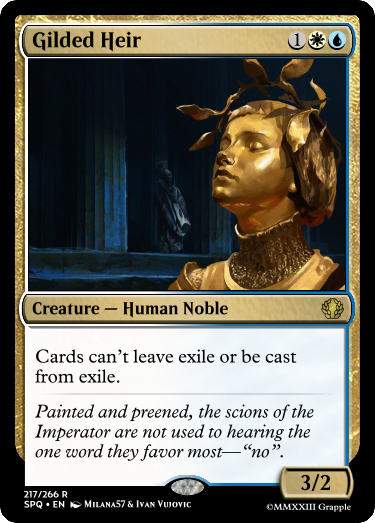 Gilded Heir 1
Creature — Human Noble
Cards can't leave exile or be cast
from exile.
Painted and preened, the scions of the
Imperator are not used to hearing the
one word they favor most—“no”.
3/2
217/266 R
SPQ • EN Milana57 & Ivan Vujovic
©MMXXIII Grapple